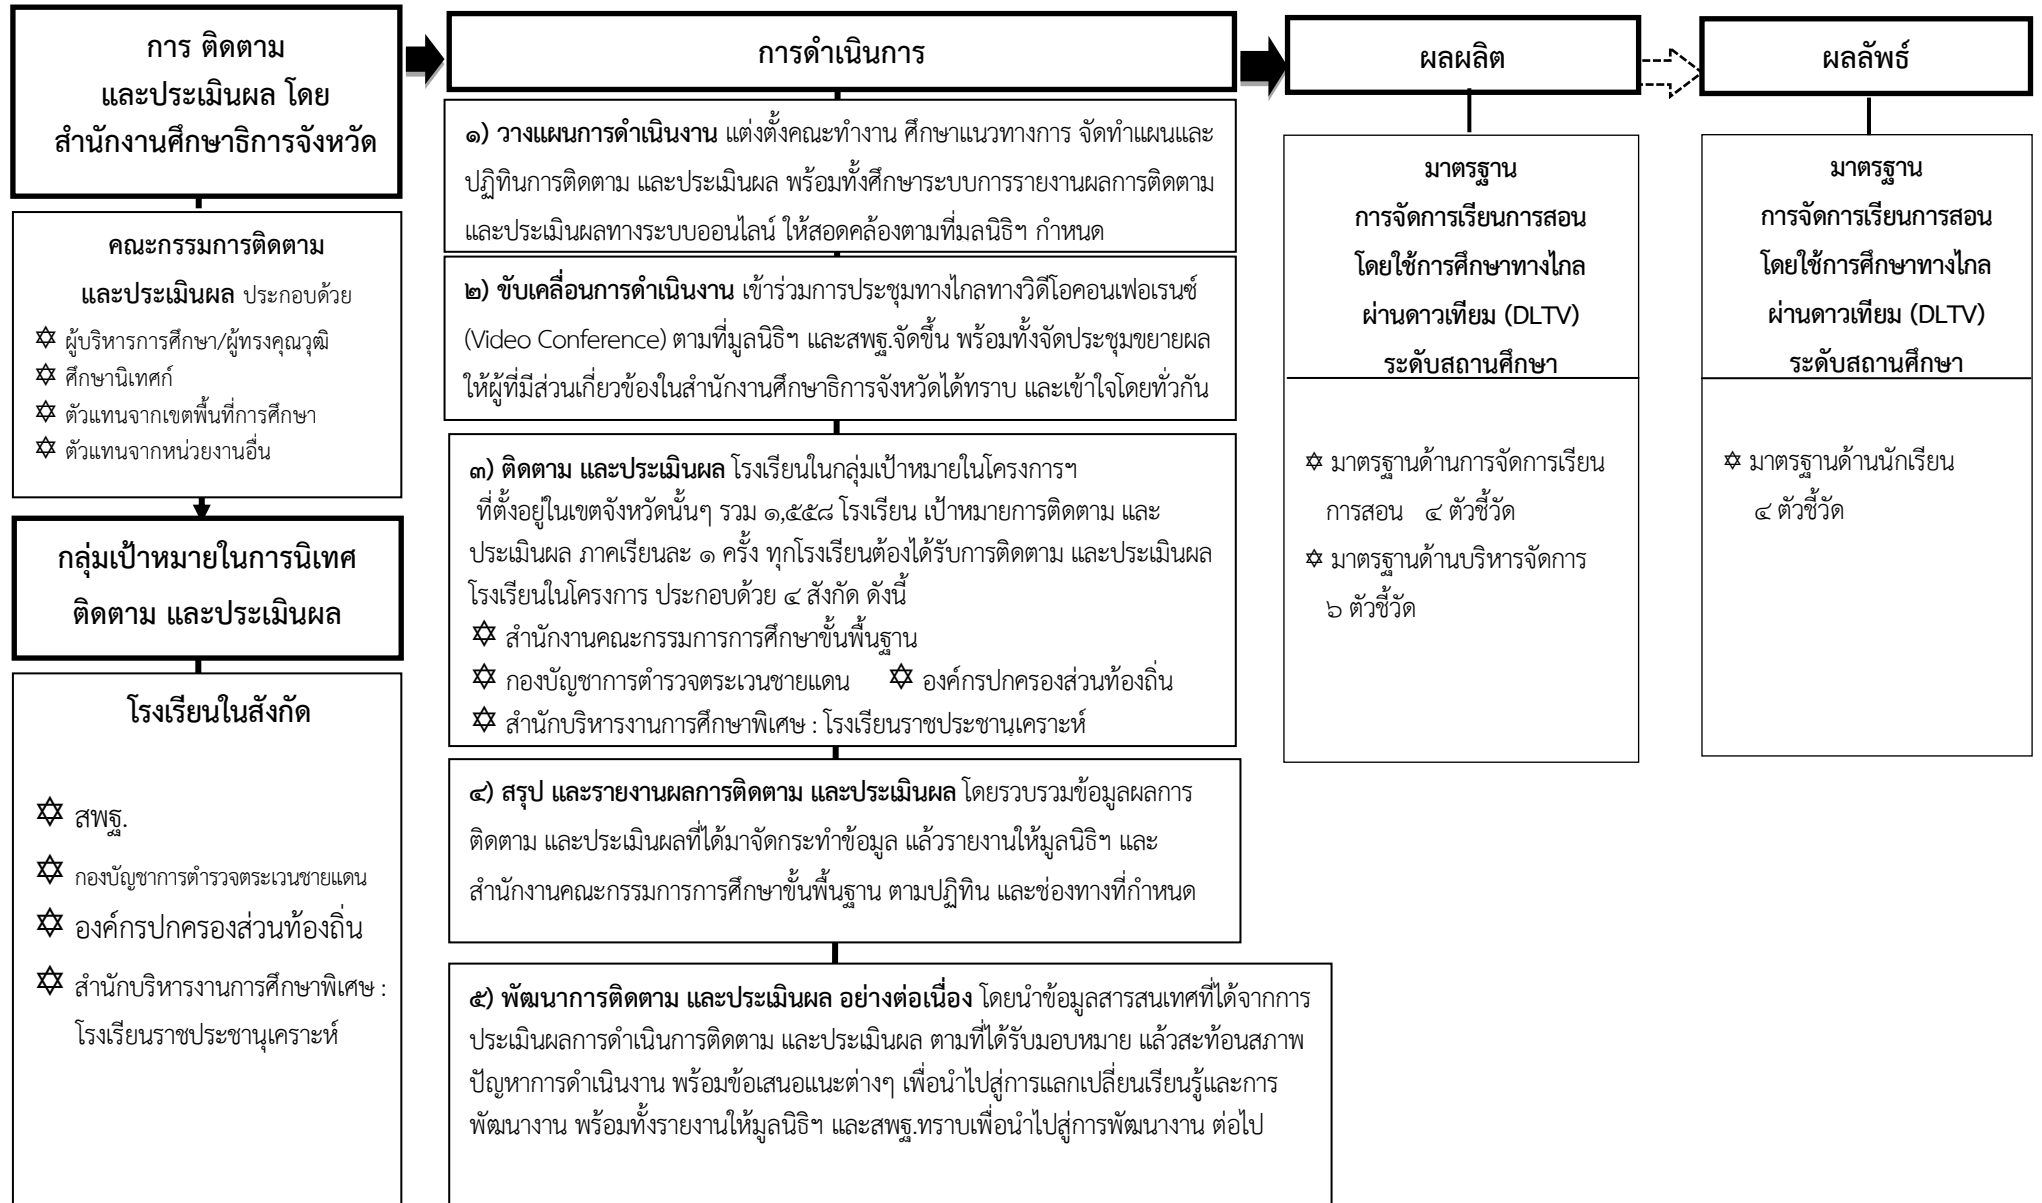 การ ติดตาม
และประเมินผล โดย
สำนักงานศึกษาธิการจังหวัด
คณะกรรมการติดตาม
และประเมินผล ประกอบด้วย
✡ ผู้บริหารการศึกษา/ผู้ทรงคุณวุฒิ
✡ ศึกษานิเทศก์
✡ ตัวแทนจากเขตพื้นที่การศึกษา
✡ ตัวแทนจากหน่วยงานอื่น
กลุ่มเป้าหมายในการนิเทศ
ติดตาม และประเมินผล
โรงเรียนในสังกัด
✡ สพฐ.
✡ กองบัญชาการตำรวจตระเวนชายแดน
✡ องค์กรปกครองส่วนท้องถิ่น
✡ สำนักบริหารงานการศึกษาพิเศษ :
โรงเรียนราชประชานุเคราะห์
การดำเนินการ
๑) วางแผนการดำเนินงาน แต่งตั้งคณะทำงาน ศึกษาแนวทางการ จัดทำแผนและ
ปฏิทินการติดตาม และประเมินผล พร้อมทั้งศึกษาระบบการรายงานผลการติดตาม
และประเมินผลทางระบบออนไลน์ ให้สอดคล้องตามที่มลนิธิฯ กำหนด
๒) ขับเคลื่อนการดำเนินงาน เข้าร่วมการประชุมทางไกลทางวิดีโอคอนเฟอเรนซ์
(Video Conference) ตามที่มูลนิธิฯ และสพฐ.จัดขึ้น พร้อมทั้งจัดประชุมขยายผล
ให้ผู้ที่มีส่วนเกี่ยวข้องในสำนักงานศึกษาธิการจังหวัดได้ทราบ และเข้าใจโดยทั่วกัน
๓) ติดตาม และประเมินผล โรงเรียนในกลุ่มเป้าหมายในโครงการฯ
ที่ตั้งอยู่ในเขตจังหวัดนั้นๆ รวม ๑,๕๕๘ โรงเรียน เป้าหมายการติดตาม และ
ประเมินผล ภาคเรียนละ ๑ ครั้ง ทุกโรงเรียนต้องได้รับการติดตาม และประเมินผล
โรงเรียนในโครงการ ประกอบด้วย ๔ สังกัด ดังนี้
✡ สำนักงานคณะกรรมการการศึกษาขั้นพื้นฐาน
✡ กองบัญชาการตำรวจตระเวนชายแดน ✡ องค์กรปกครองส่วนท้องถิ่น
✡ สำนักบริหารงานการศึกษาพิเศษ : โรงเรียนราชประชานุเคราะห์
๔) สรุป และรายงานผลการติดตาม และประเมินผล โดยรวบรวมข้อมูลผลการ
ติดตาม และประเมินผลที่ได้มาจัดกระทำข้อมูล แล้วรายงานให้มูลนิธิฯ และ
สำนักงานคณะกรรมการการศึกษาขั้นพื้นฐาน ตามปฏิทิน และช่องทางที่กำหนด
๕) พัฒนาการติดตาม และประเมินผล อย่างต่อเนื่อง โดยนำข้อมูลสารสนเทศที่ได้จากการ
ประเมินผลการดำเนินการติดตาม และประเมินผล ตามที่ได้รับมอบหมาย แล้วสะท้อนสภาพ
ปัญหาการดำเนินงาน พร้อมข้อเสนอแนะต่างๆ เพื่อนำไปสู่การแลกเปลี่ยนเรียนรู้และการ
พัฒนางาน พร้อมทั้งรายงานให้มูลนิธิฯ และสพฐ.ทราบเพื่อนำไปสู่การพัฒนางาน ต่อไป
ผลผลิต
มาตรฐาน
การจัดการเรียนการสอน
โดยใช้การศึกษาทางไกล
ผ่านดาวเทียม (DLTV)
ระดับสถานศึกษา
✡ มาตรฐานด้านการจัดการเรียน
การสอน ๔ ตัวชี้วัด
✡ มาตรฐานด้านบริหารจัดการ
๖ ตัวชี้วัด
ผลลัพธ์
มาตรฐาน
การจัดการเรียนการสอน
โดยใช้การศึกษาทางไกล
ผ่านดาวเทียม (DLTV)
ระดับสถานศึกษา
✡ มาตรฐานด้านนักเรียน
๔ ตัวชี้วัด